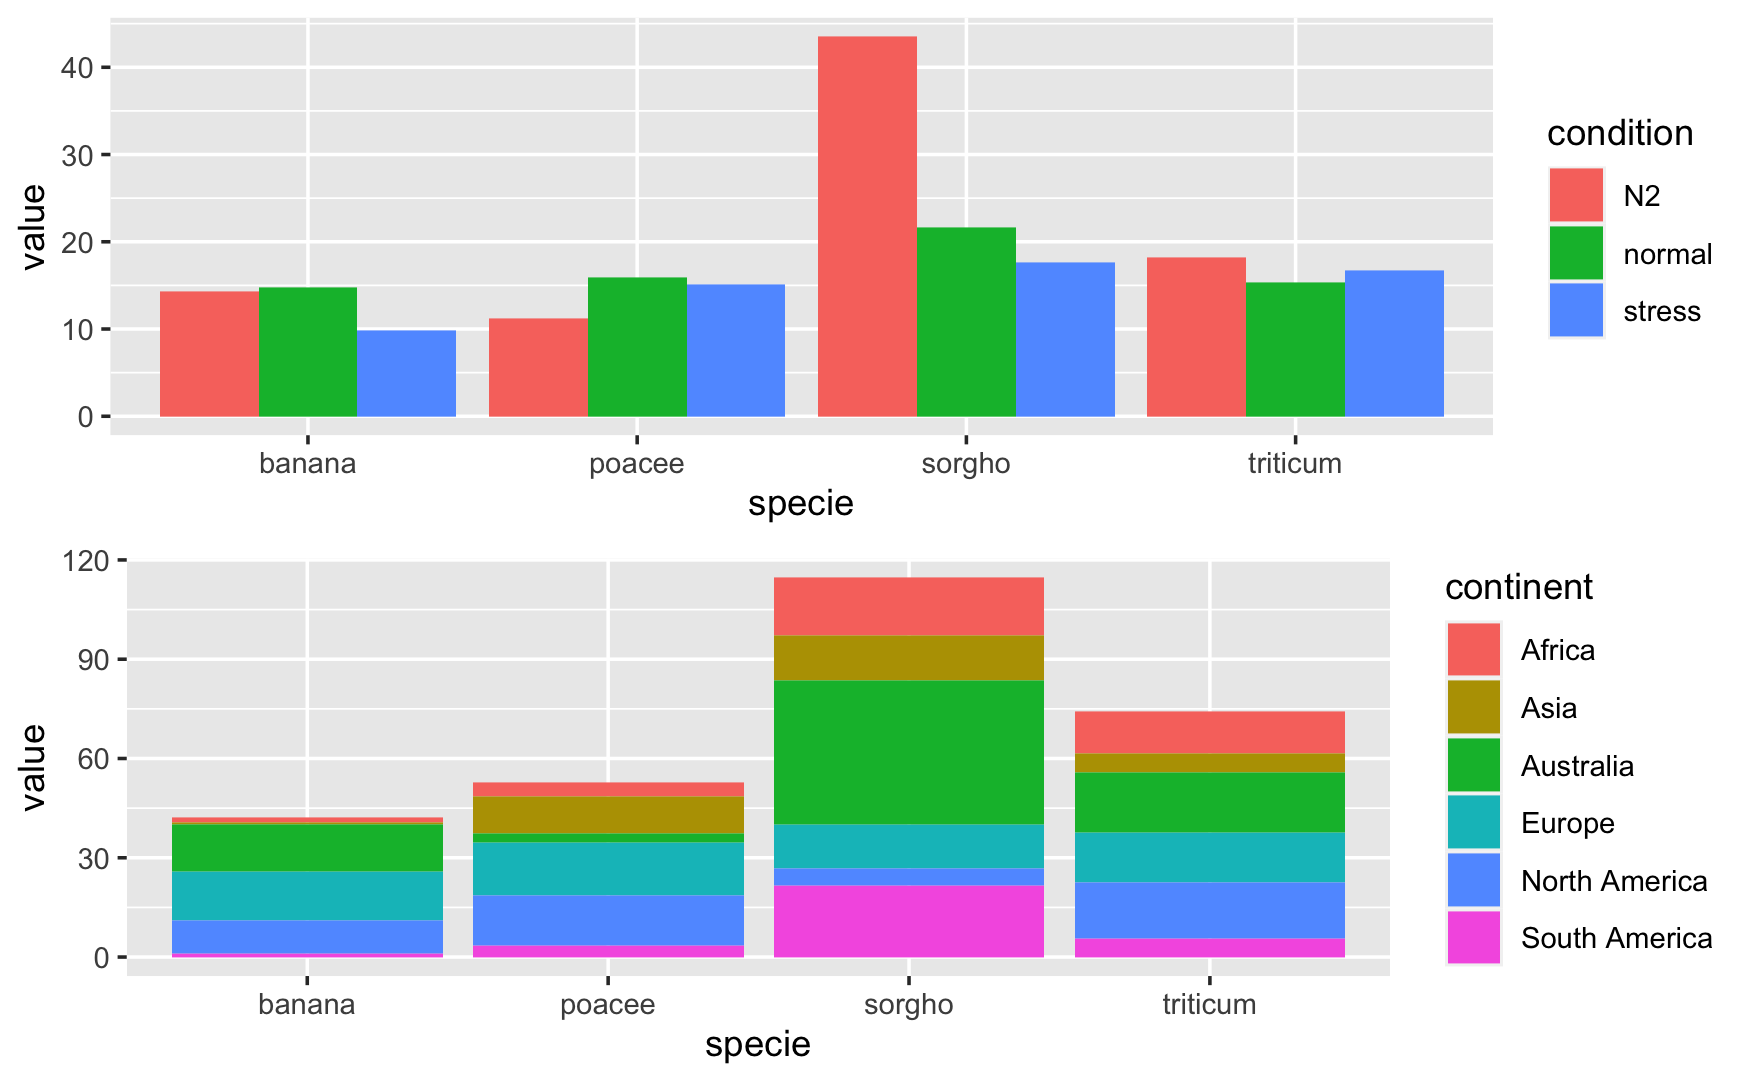 value
40
30
20
10
0
banana poacee sorgho triticum
specie
condition
N2
normal
stress
value
120
90
60
30
0
banana poacee sorgho triticum
specie
continent
Africa
Asia
Australia
Europe
North America
South America